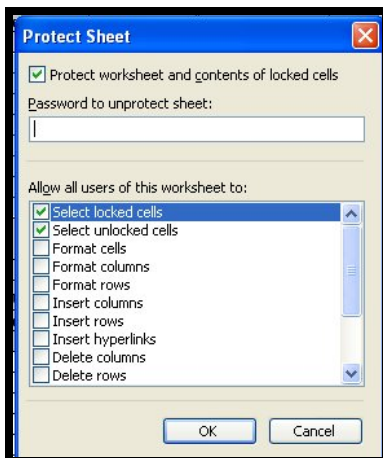 Protect Sheet
Protect worksheet and contents of locked cells
Password to unprotect sheet:
Allow all users of this worksheet to:
Select locked cells
Select unlocked cells
Format cells
Format columns
Format rows
Insert columns
Insert rows
Insert hyperlinks
Delete columns
Delete rows
OK Cancel